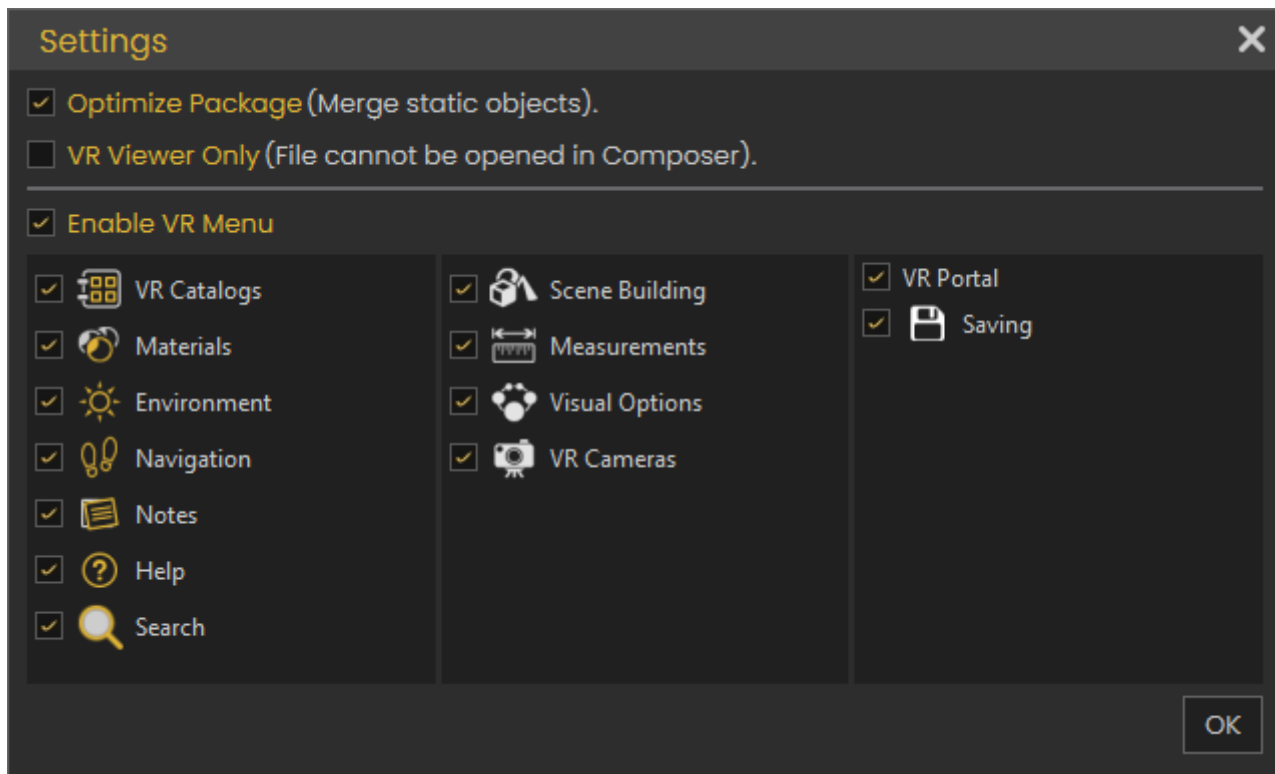 Settings
Optimize Package (Merge static objects).
VR Viewer Only (File cannot be opened in Composer).
Enable VR Menu
VR Catalogs
Materials
Environment
Navigation
Notes
Help
Search
Scene Building
Measurements
Visual Options
VR Cameras
VR Portal
Saving
OK